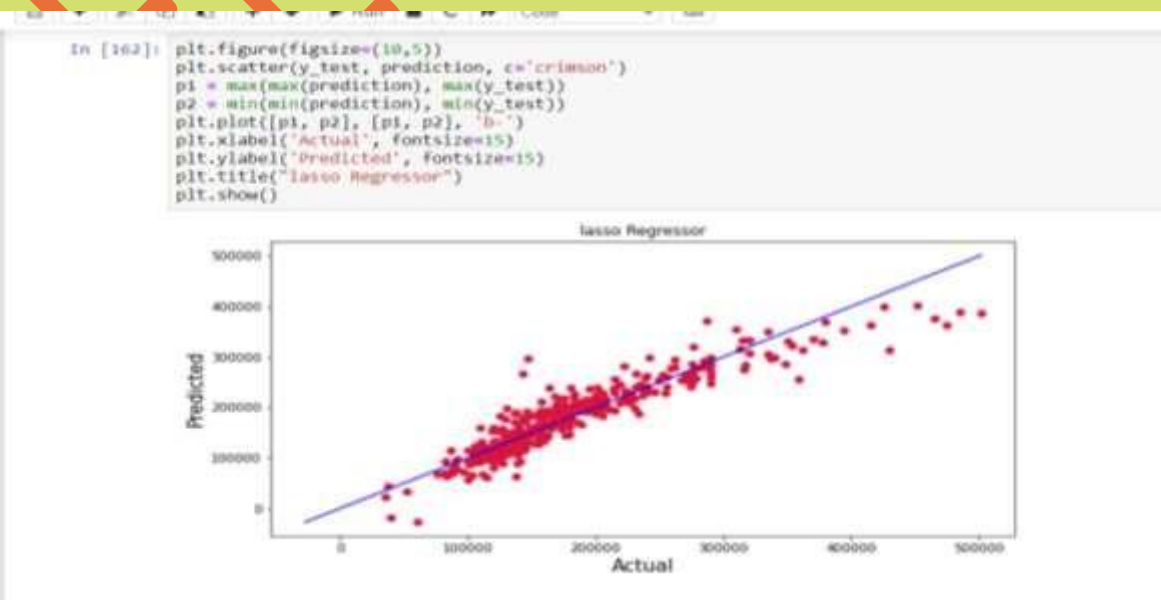 Run
Code
In [162]: plt.figure(figsize=(10,5))
plt.scatter(y_test, prediction, c='crimson')
p1 = max(max(prediction), max(y_test))
p2 = min(min(prediction), min(y_test))
plt.plot([p1, p2], [p1, p2], 'b-')
plt.xlabel('Actual', fontsize=15)
plt.ylabel('Predicted', fontsize=15)
plt.title("lasso Regressor")
plt.show()
lasso Regressor
500000
400000
300000
200000
100000
0
Predicted
0 100000 200000 300000 400000 500000
Actual